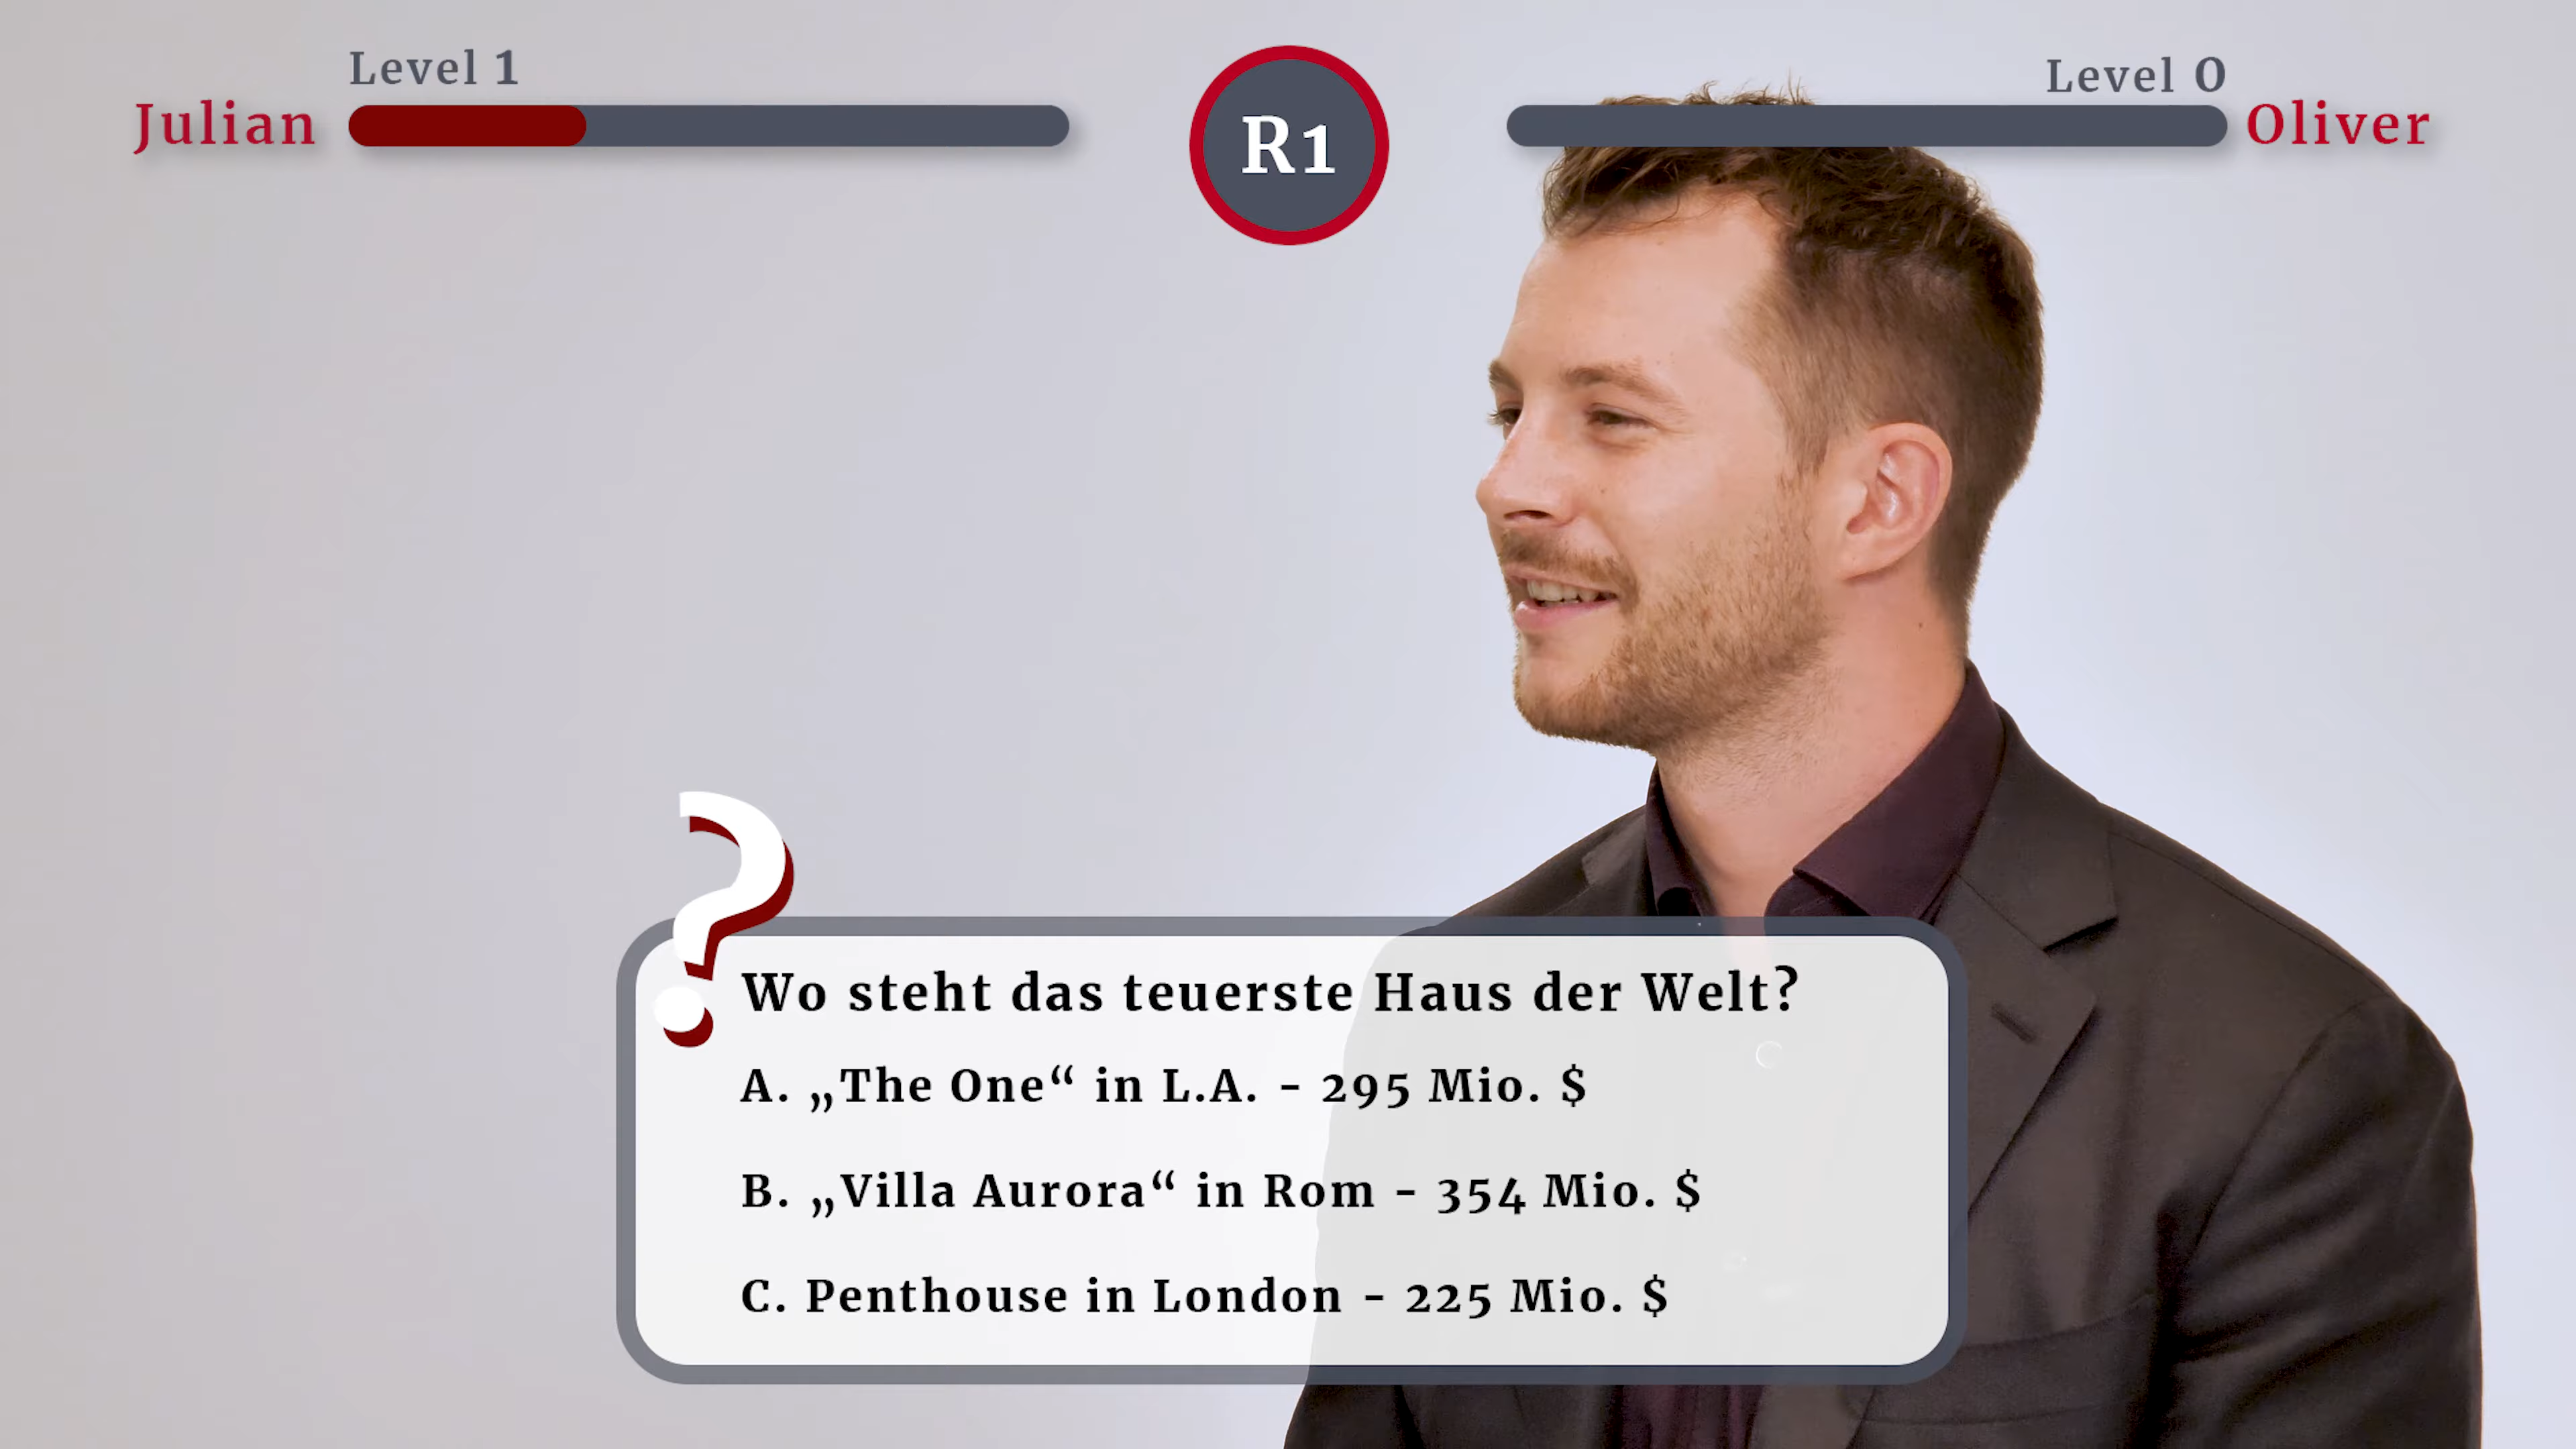 Level 1
Julian
R1
Level 0
Oliver
?
Wo steht das teuerste Haus der Welt?
A. „The One“ in L.A. - 295 Mio. $
B. „Villa Aurora“ in Rom - 354 Mio. $
C. Penthouse in London - 225 Mio. $